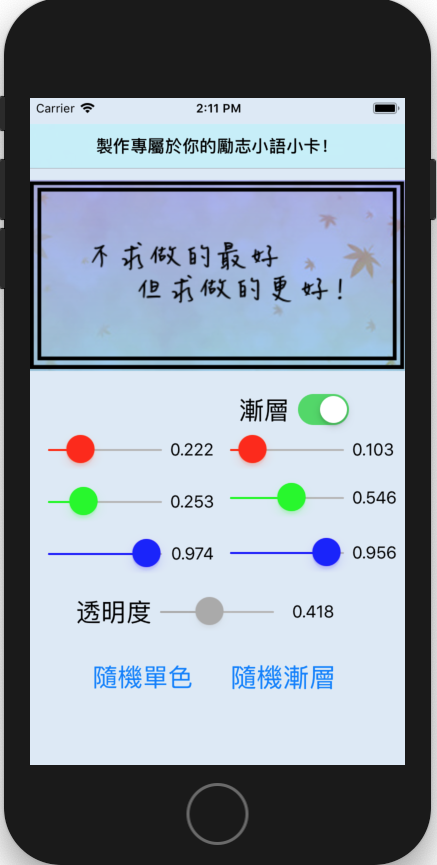 Carrier 2:11 PM
製作專屬於你的勵志小語小卡！
不求做的最好
但求做的更好！
漸層
0.222 0.103
0.253 0.546
0.974 0.956
透明度 0.418
隨機單色 隨機漸層